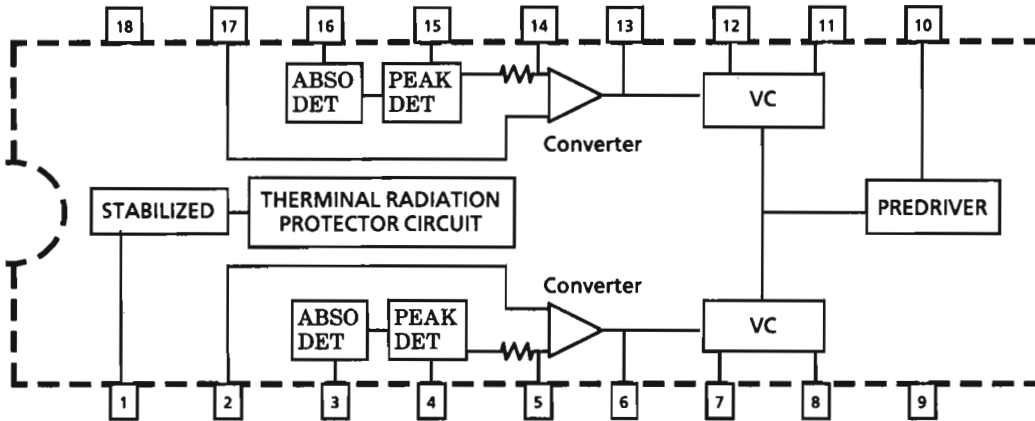 18 17 16 15 14 13 12 11 10
ABSO
DET
PEAK
DET
VC
Converter
STABILIZED
THERMINAL RADIATION
PROTECTOR CIRCUIT
PREDRIVER
Converter
ABSO
DET
PEAK
DET
VC
1 2 3 4 5 6 7 8 9